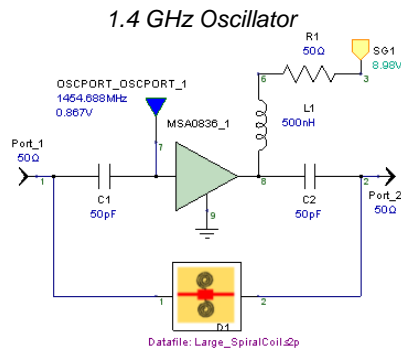 1.4 GHz Oscillator
R1
50Ω
SG1
8.98V
3
OSCPORT_OSCPORT_1
1454.688MHz
0.867V
6
L1
500nH
MSA0836_1
7
Port_1
50Ω
1
C1
50pF
8
9
C2
50pF
2
Port_2
50Ω
1
2
D1
Datafile: Large_SpiralCoil.s2p